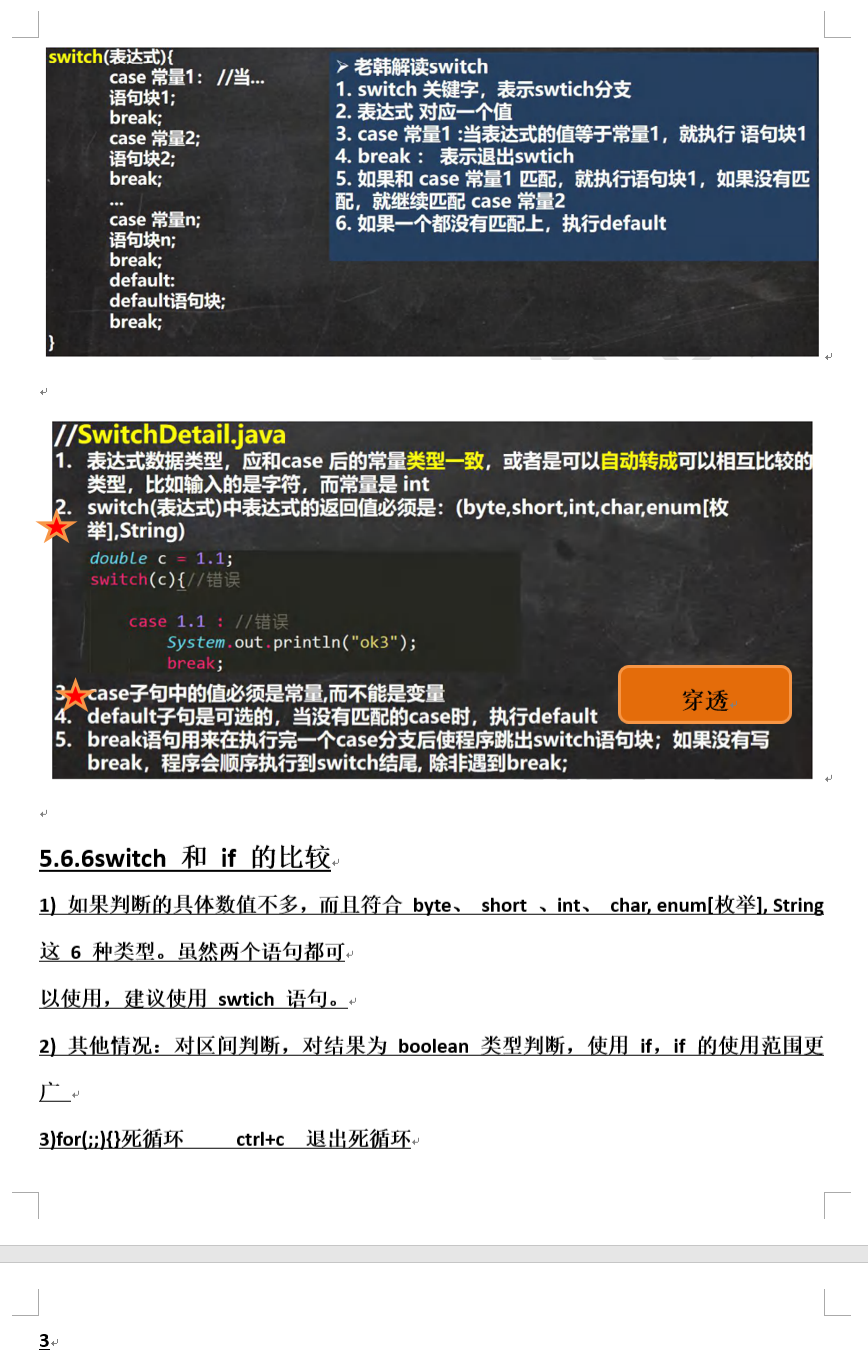 switch(表达式){
case 常量1： //当...
语句块1;
break;
case 常量2;
语句块2;
break;
...
case 常量n;
语句块n;
break;
default:
default语句块;
break;
}
➢ 老韩解读switch
1. switch 关键字，表示swtich分支
2. 表达式 对应一个值
3. case 常量1 :当表达式的值等于常量1，就执行 语句块1
4. break ： 表示退出swtich
5. 如果和 case 常量1 匹配，就执行语句块1，如果没有匹
配，就继续匹配 case 常量2
6. 如果一个都没有匹配上，执行default
//SwitchDetail.java
1. 表达式数据类型，应和case 后的常量类型一致，或者是可以自动转成可以相互比较的
类型，比如输入的是字符，而常量是 int
2. switch(表达式)中表达式的返回值必须是：(byte,short,int,char,enum[枚
举],String)
double c = 1.1;
switch(c){//错误
case 1.1 : //错误
System.out.println("ok3");
break;
3. case子句中的值必须是常量,而不能是变量
4. default子句是可选的，当没有匹配的case时，执行default
5. break语句用来在执行完一个case分支后使程序跳出switch语句块；如果没有写
break，程序会顺序执行到switch结尾, 除非遇到break;
穿透
5.6.6switch 和 if 的比较
1) 如果判断的具体数值不多，而且符合 byte、 short 、int、 char, enum[枚举], String
这 6 种类型。虽然两个语句都可
以使用，建议使用 swtich 语句。
2) 其他情况：对区间判断，对结果为 boolean 类型判断，使用 if，if 的使用范围更
广
3)for(;;){}死循环 ctrl+c 退出死循环
3